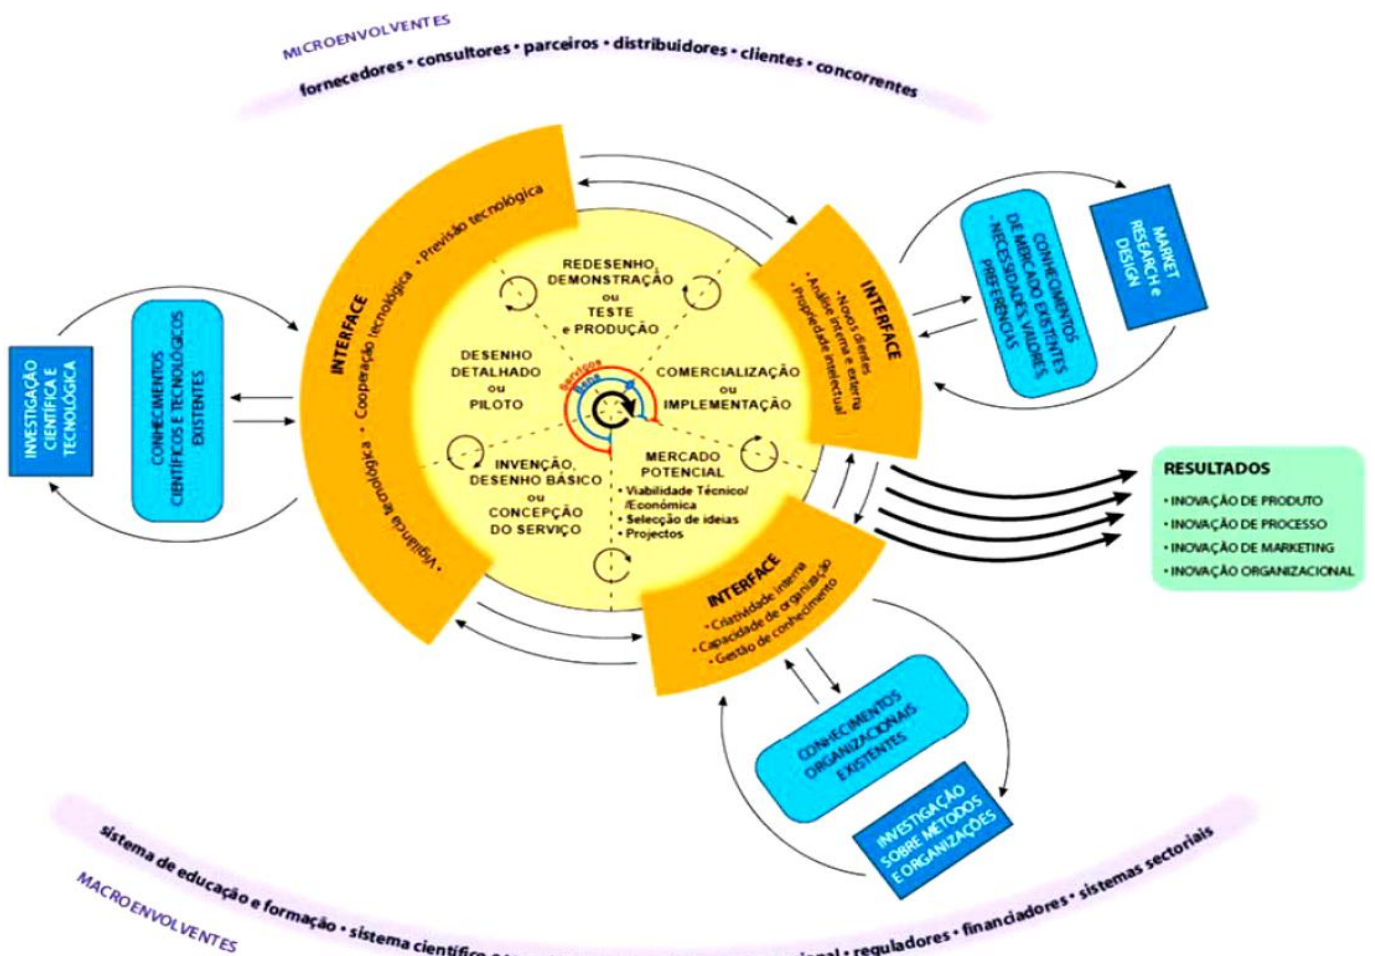 MICROENVOLVENTES
fornecedores • consultores • parceiros • distribuidores • clientes • concorrentes
INTERFACE
• Vigilância tecnológica • Cooperação tecnológica • Previsão tecnológica
REDESENHO,
DEMONSTRAÇÃO
ou
TESTE
e PRODUÇÃO
DESENHO
DETALHADO
ou
PILOTO
Serviços
Bens
COMERCIALIZAÇÃO
ou
IMPLEMENTAÇÃO
INVENÇÃO,
DESENHO BÁSICO
ou
CONCEPÇÃO
DO SERVIÇO
MERCADO
POTENCIAL
• Viabilidade Técnico/
/Económica
• Selecção de ideias
• Projectos
INTERFACE
• Novos clientes
• Análise interna e externa
• Propriedade intelectual
CONHECIMENTOS
DE MERCADO EXISTENTES
- NECESSIDADES, VALORES,
PREFERENCIAS
MARKET
RESEARCH e
DESIGN
INVESTIGAÇÃO
CIENTÍFICA E
TECNOLÓGICA
CONHECIMENTOS
CIENTÍFICOS E TECNOLÓGICOS
EXISTENTES
RESULTADOS
• INOVAÇÃO DE PRODUTO
• INOVAÇÃO DE PROCESSO
• INOVAÇÃO DE MARKETING
• INOVAÇÃO ORGANIZACIONAL
INTERFACE
• Criatividade interna
• Capacidade de organização
• Gestão de conhecimento
CONHECIMENTOS
ORGANIZACIONAIS
EXISTENTES
INVESTIGAÇÃO
SOBRE MÉTODOS
E ORGANIZAÇÕES
sistema de educação e formação • sistema científico e • reguladores • financiadores • sistemas sectoriais
MACROENVOLVENTES